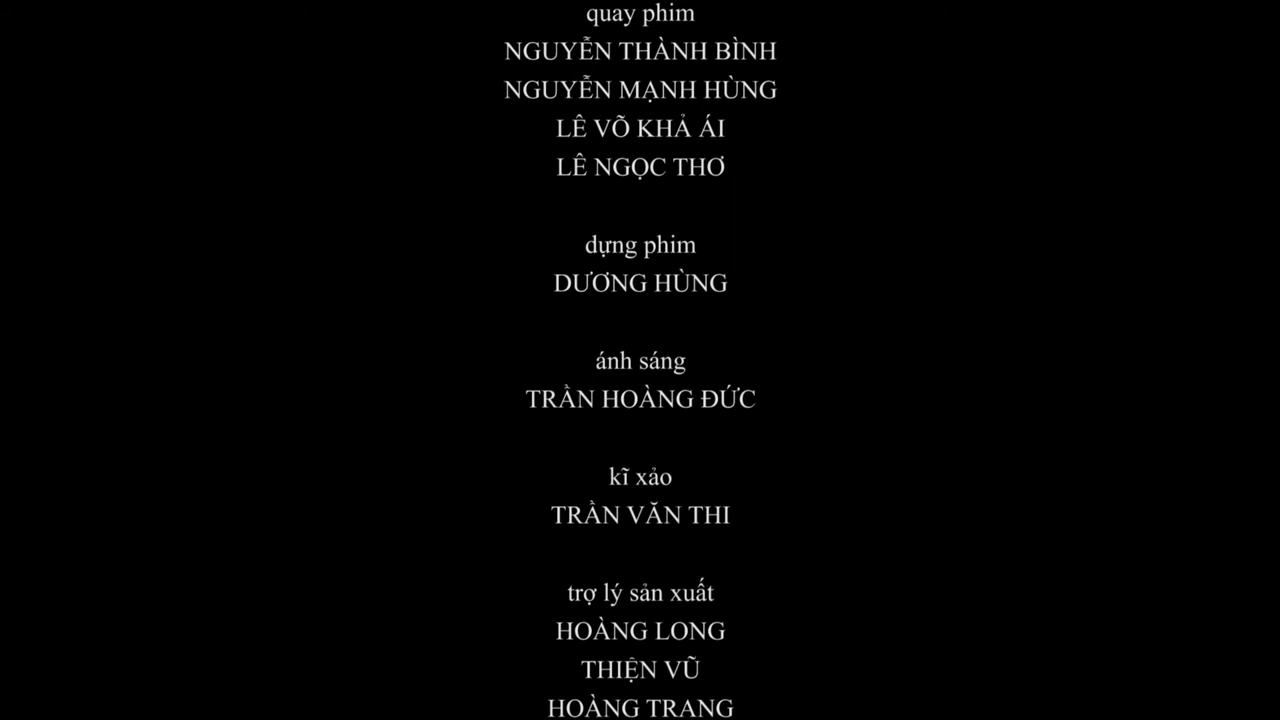 quay phim
NGUYỄN THÀNH BÌNH
NGUYỄN MẠNH HÙNG
LÊ VÕ KHẢ ÁI
LÊ NGỌC THƠ
dựng phim
DƯƠNG HÙNG
ánh sáng
TRẦN HOÀNG ĐỨC
kĩ xảo
TRẦN VĂN THI
trợ lý sản xuất
HOÀNG LONG
THIỆN VŨ
HOÀNG TRANG